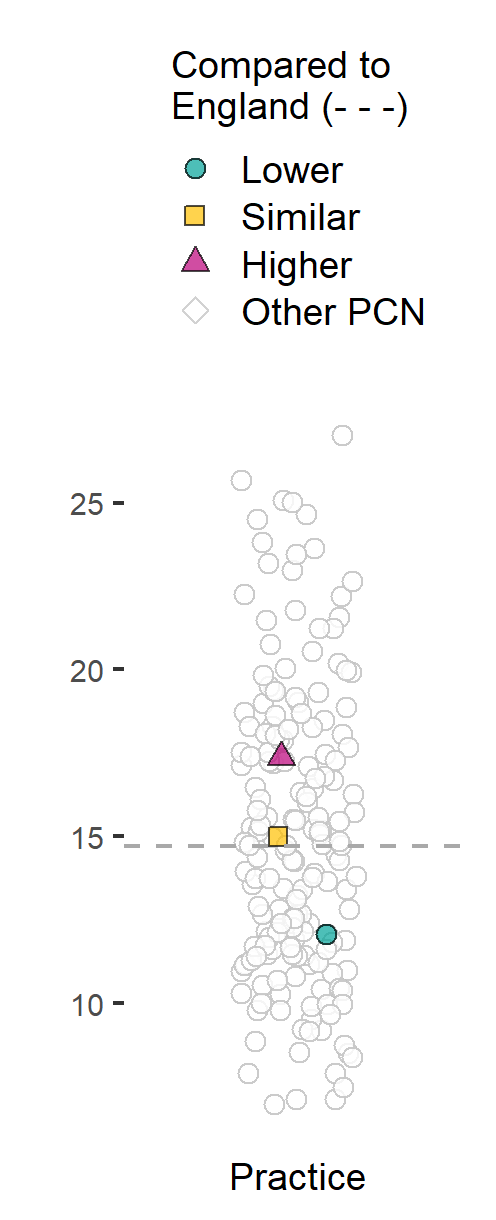 Compared to
England (- - -)
Lower
Similar
Higher
Other PCN
25
20
15
10
Practice